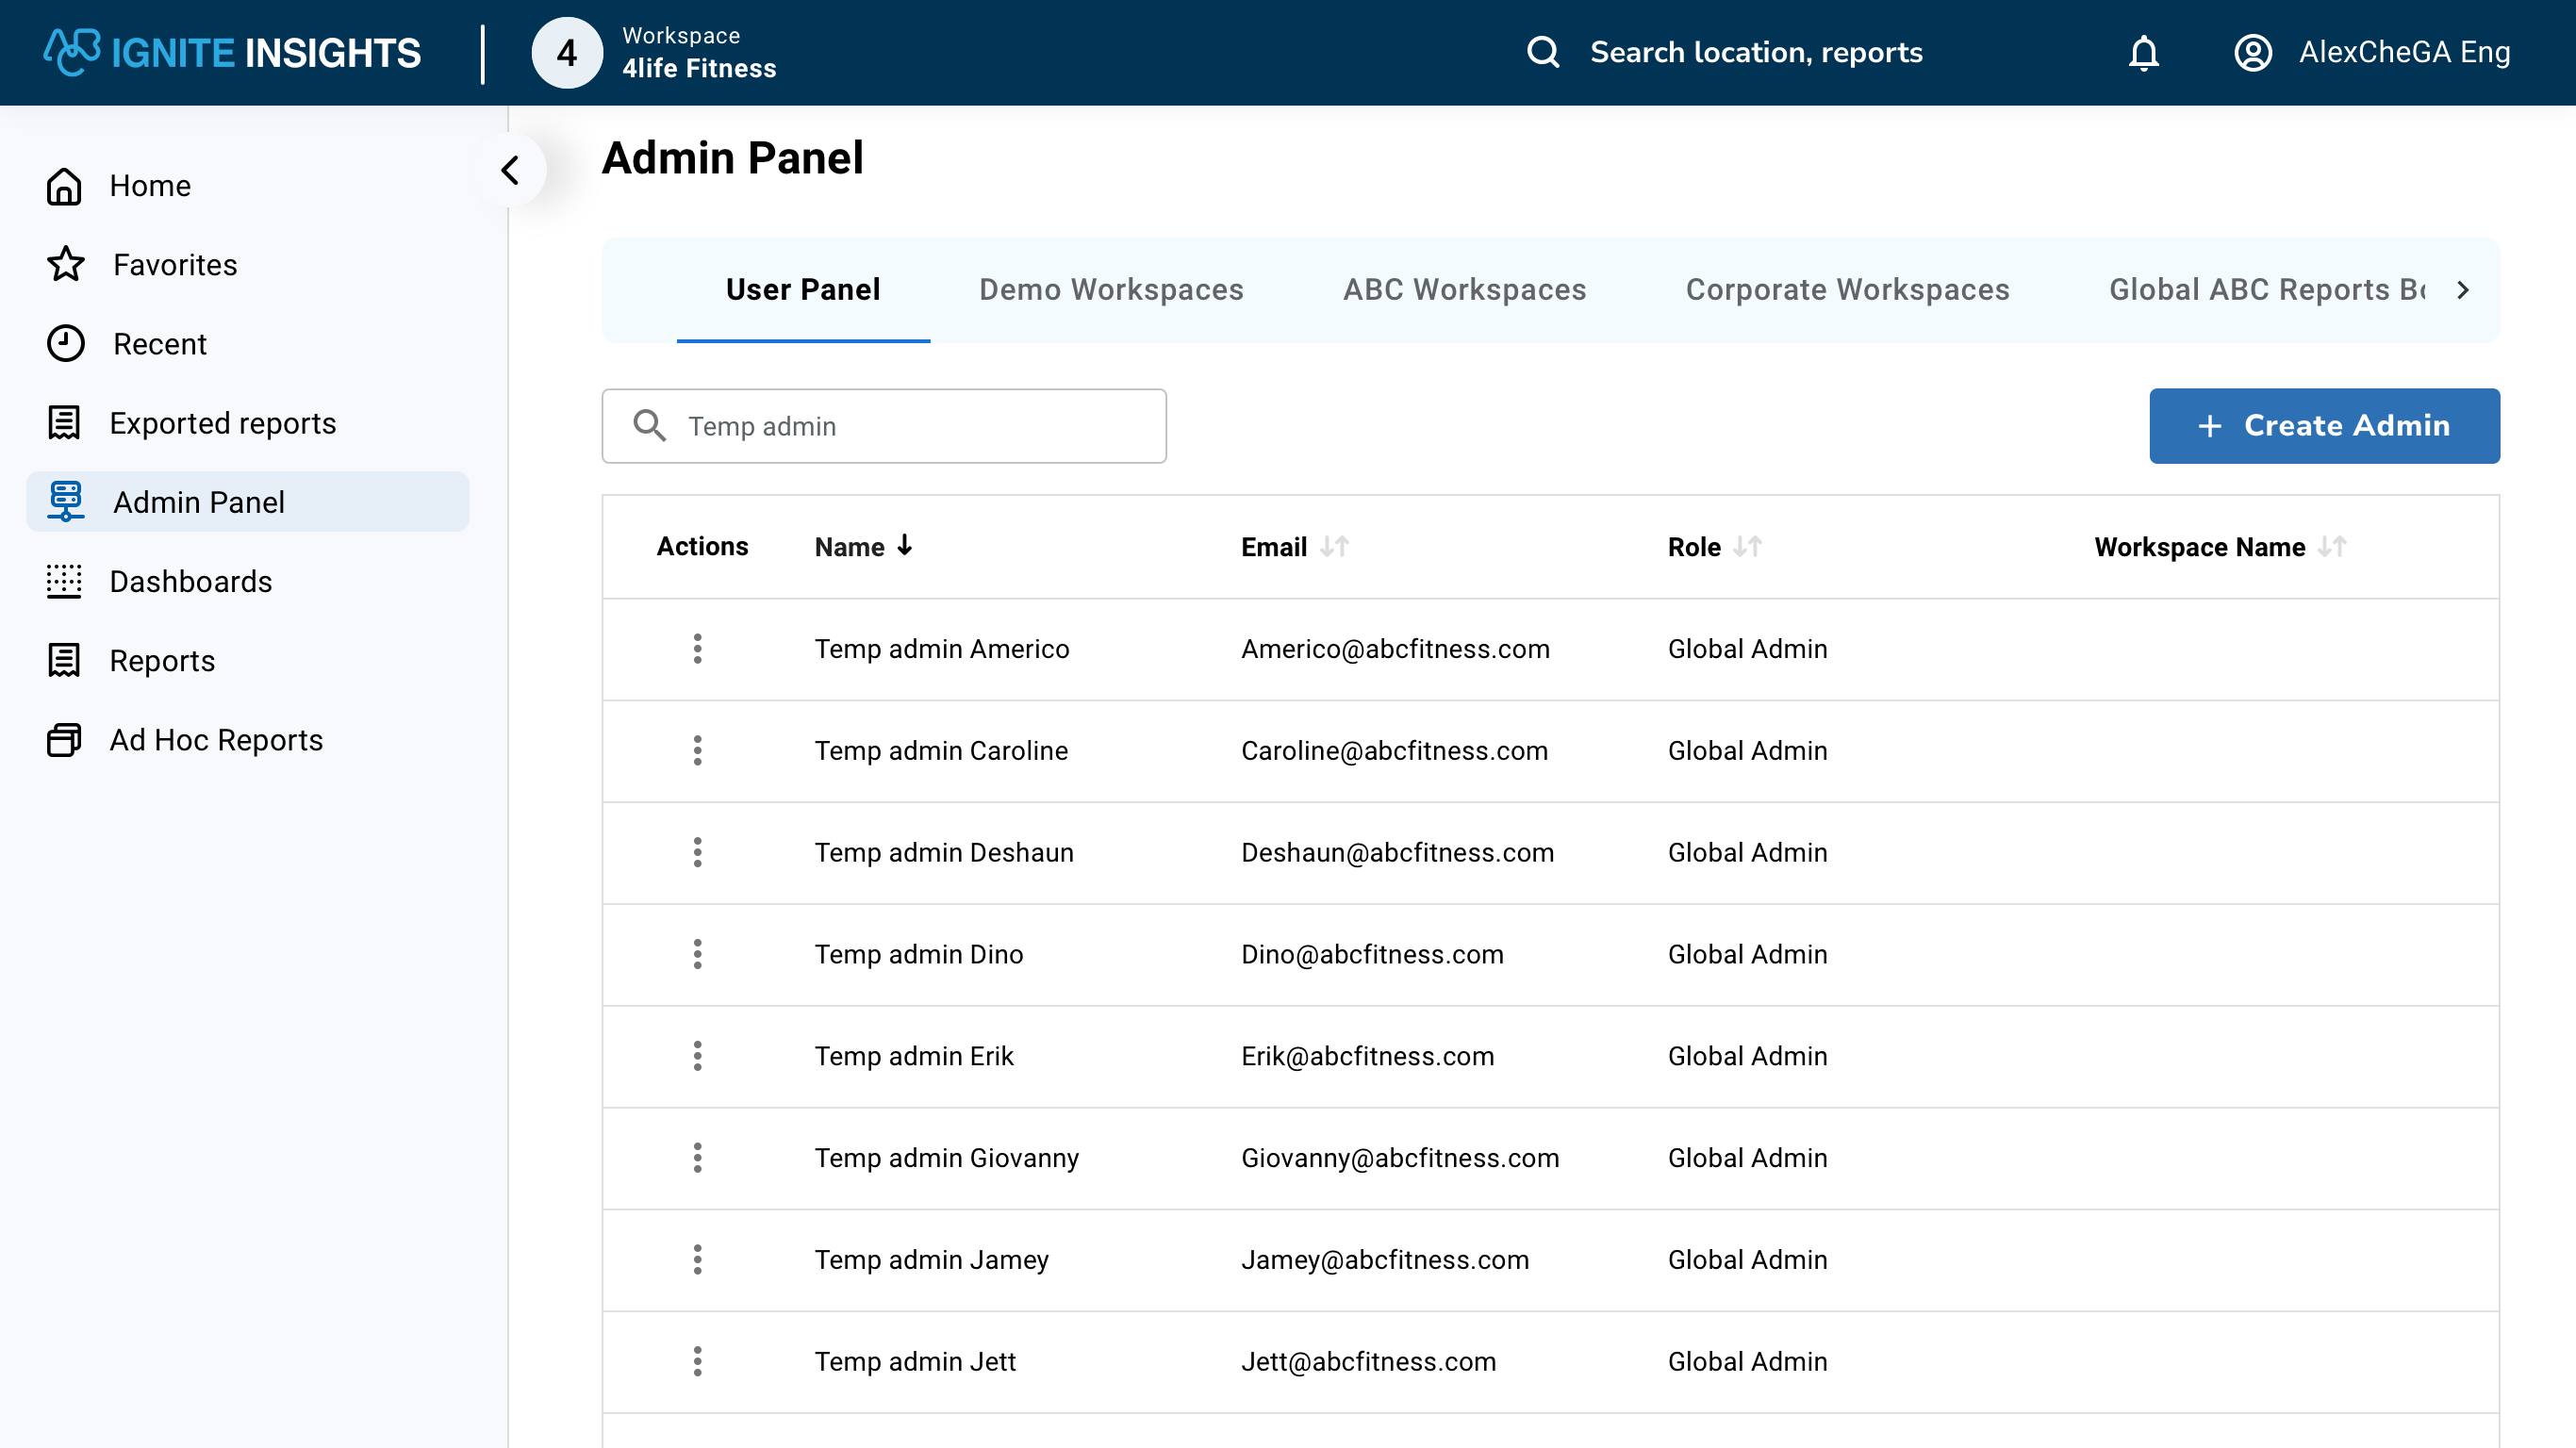 IGNITE INSIGHTS
4
Workspace
4life Fitness
Search location, reports
AlexCheGA Eng
Home
Favorites
Recent
Exported reports
Admin Panel
Dashboards
Reports
Ad Hoc Reports
Admin Panel
User Panel Demo Workspaces ABC Workspaces Corporate Workspaces Global ABC Reports
Temp admin
+ Create Admin
Actions Name Email Role Workspace Name
Temp admin Americo Americo@abcfitness.com Global Admin
Temp admin Caroline Caroline@abcfitness.com Global Admin
Temp admin Deshaun Deshaun@abcfitness.com Global Admin
Temp admin Dino Dino@abcfitness.com Global Admin
Temp admin Erik Erik@abcfitness.com Global Admin
Temp admin Giovanny Giovanny@abcfitness.com Global Admin
Temp admin Jamey Jamey@abcfitness.com Global Admin
Temp admin Jett Jett@abcfitness.com Global Admin